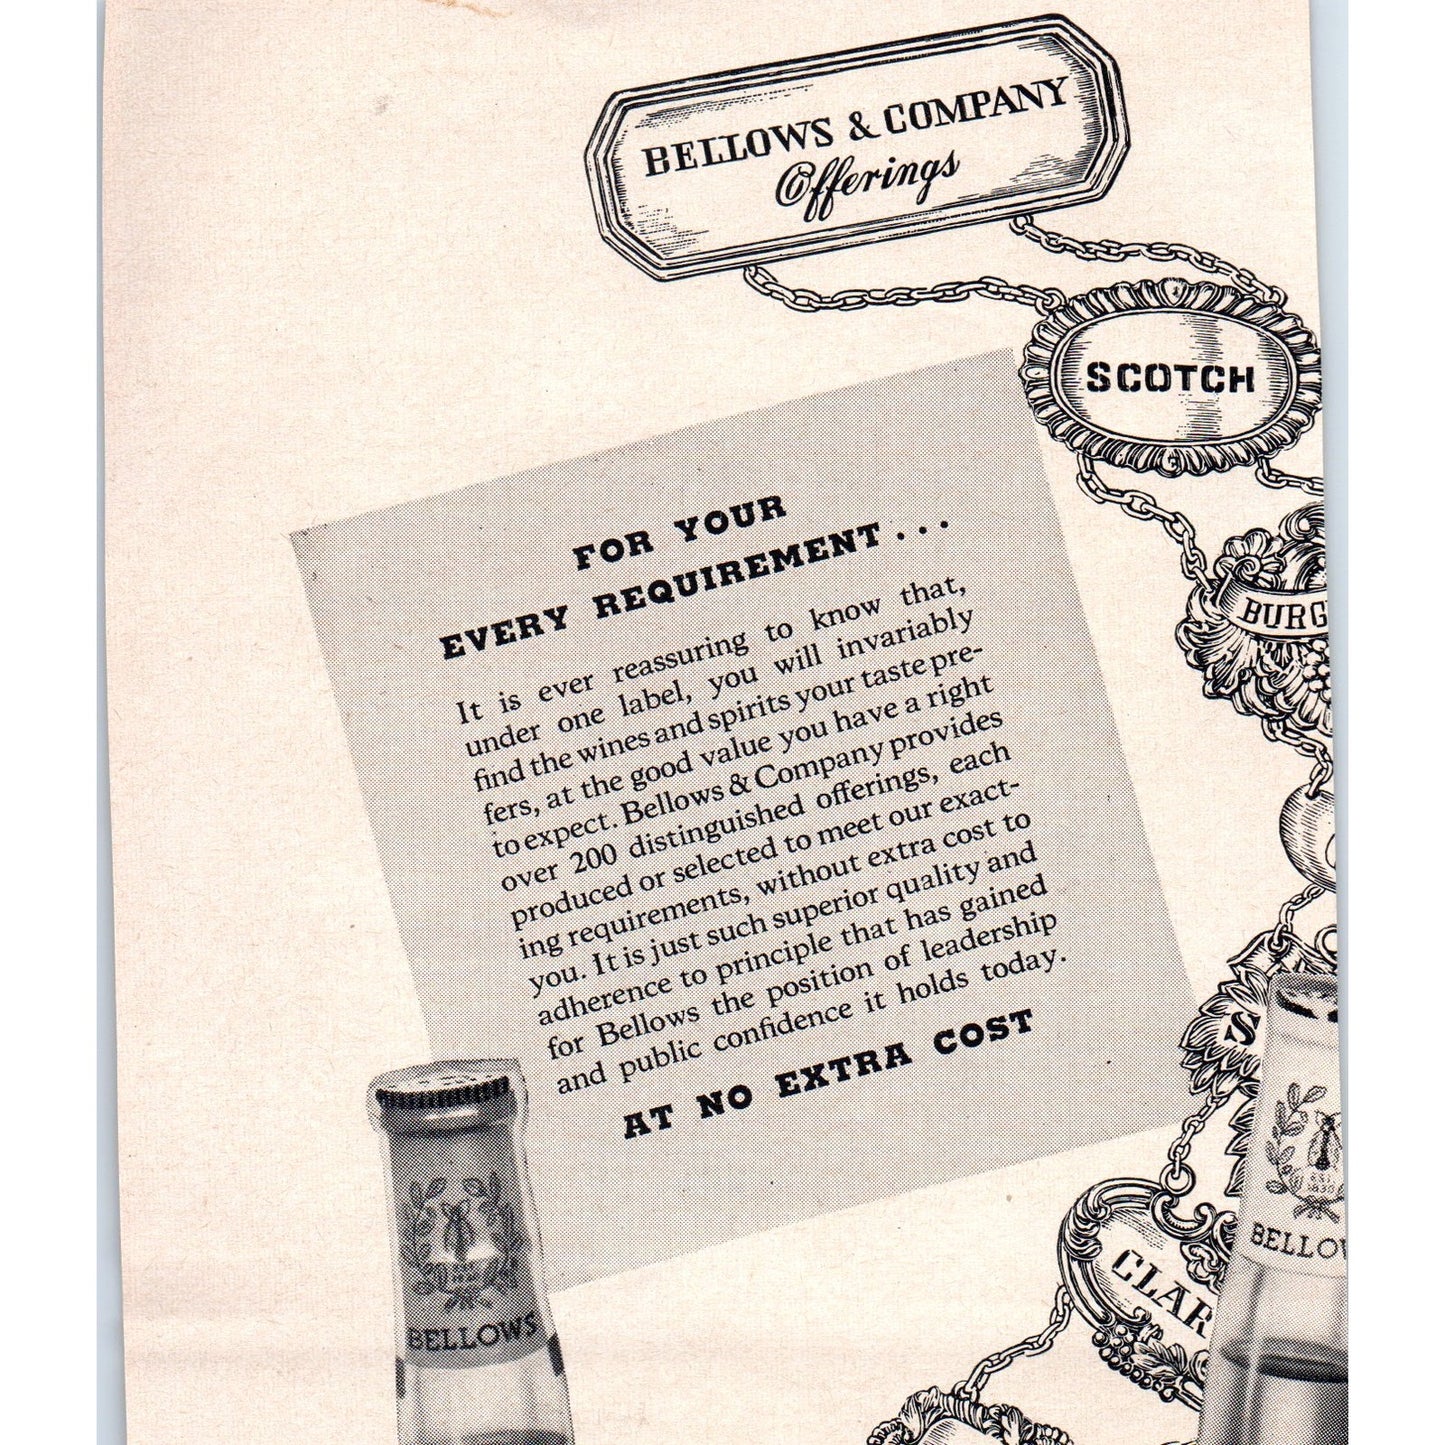 BELLOWS & COMPANY
Offerings
SCOTCH
FOR YOUR
EVERY REQUIREMENT...
It is ever reassuring to know that,
under one label, you will invariably
find the wines and spirits your taste pre-
fers, at the good value you have a right
to expect. Bellows & Company provides
over 200 distinguished offerings, each
produced or selected to meet our exact-
ing requirements, without extra cost to
you. It is just such superior quality and
adherence to principle that has gained
for Bellows the position of leadership
and public confidence it holds today.
AT NO EXTRA COST
BURG
S
CLAR
BELLOWS
EST
1830
BELLOW